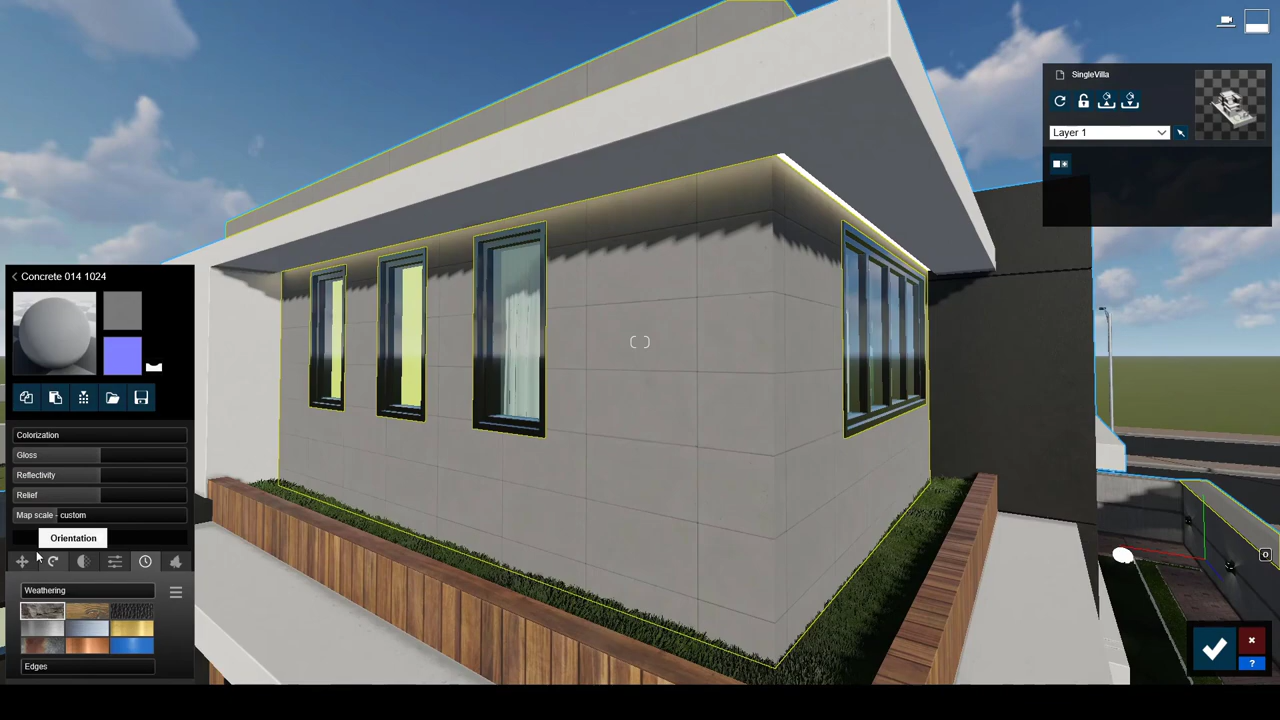 SingleVilla
Layer 1
Concrete 014 1024
Colorization
Gloss
Reflectivity
Relief
Map scale - custom
Orientation
Weathering
Edges
O
?